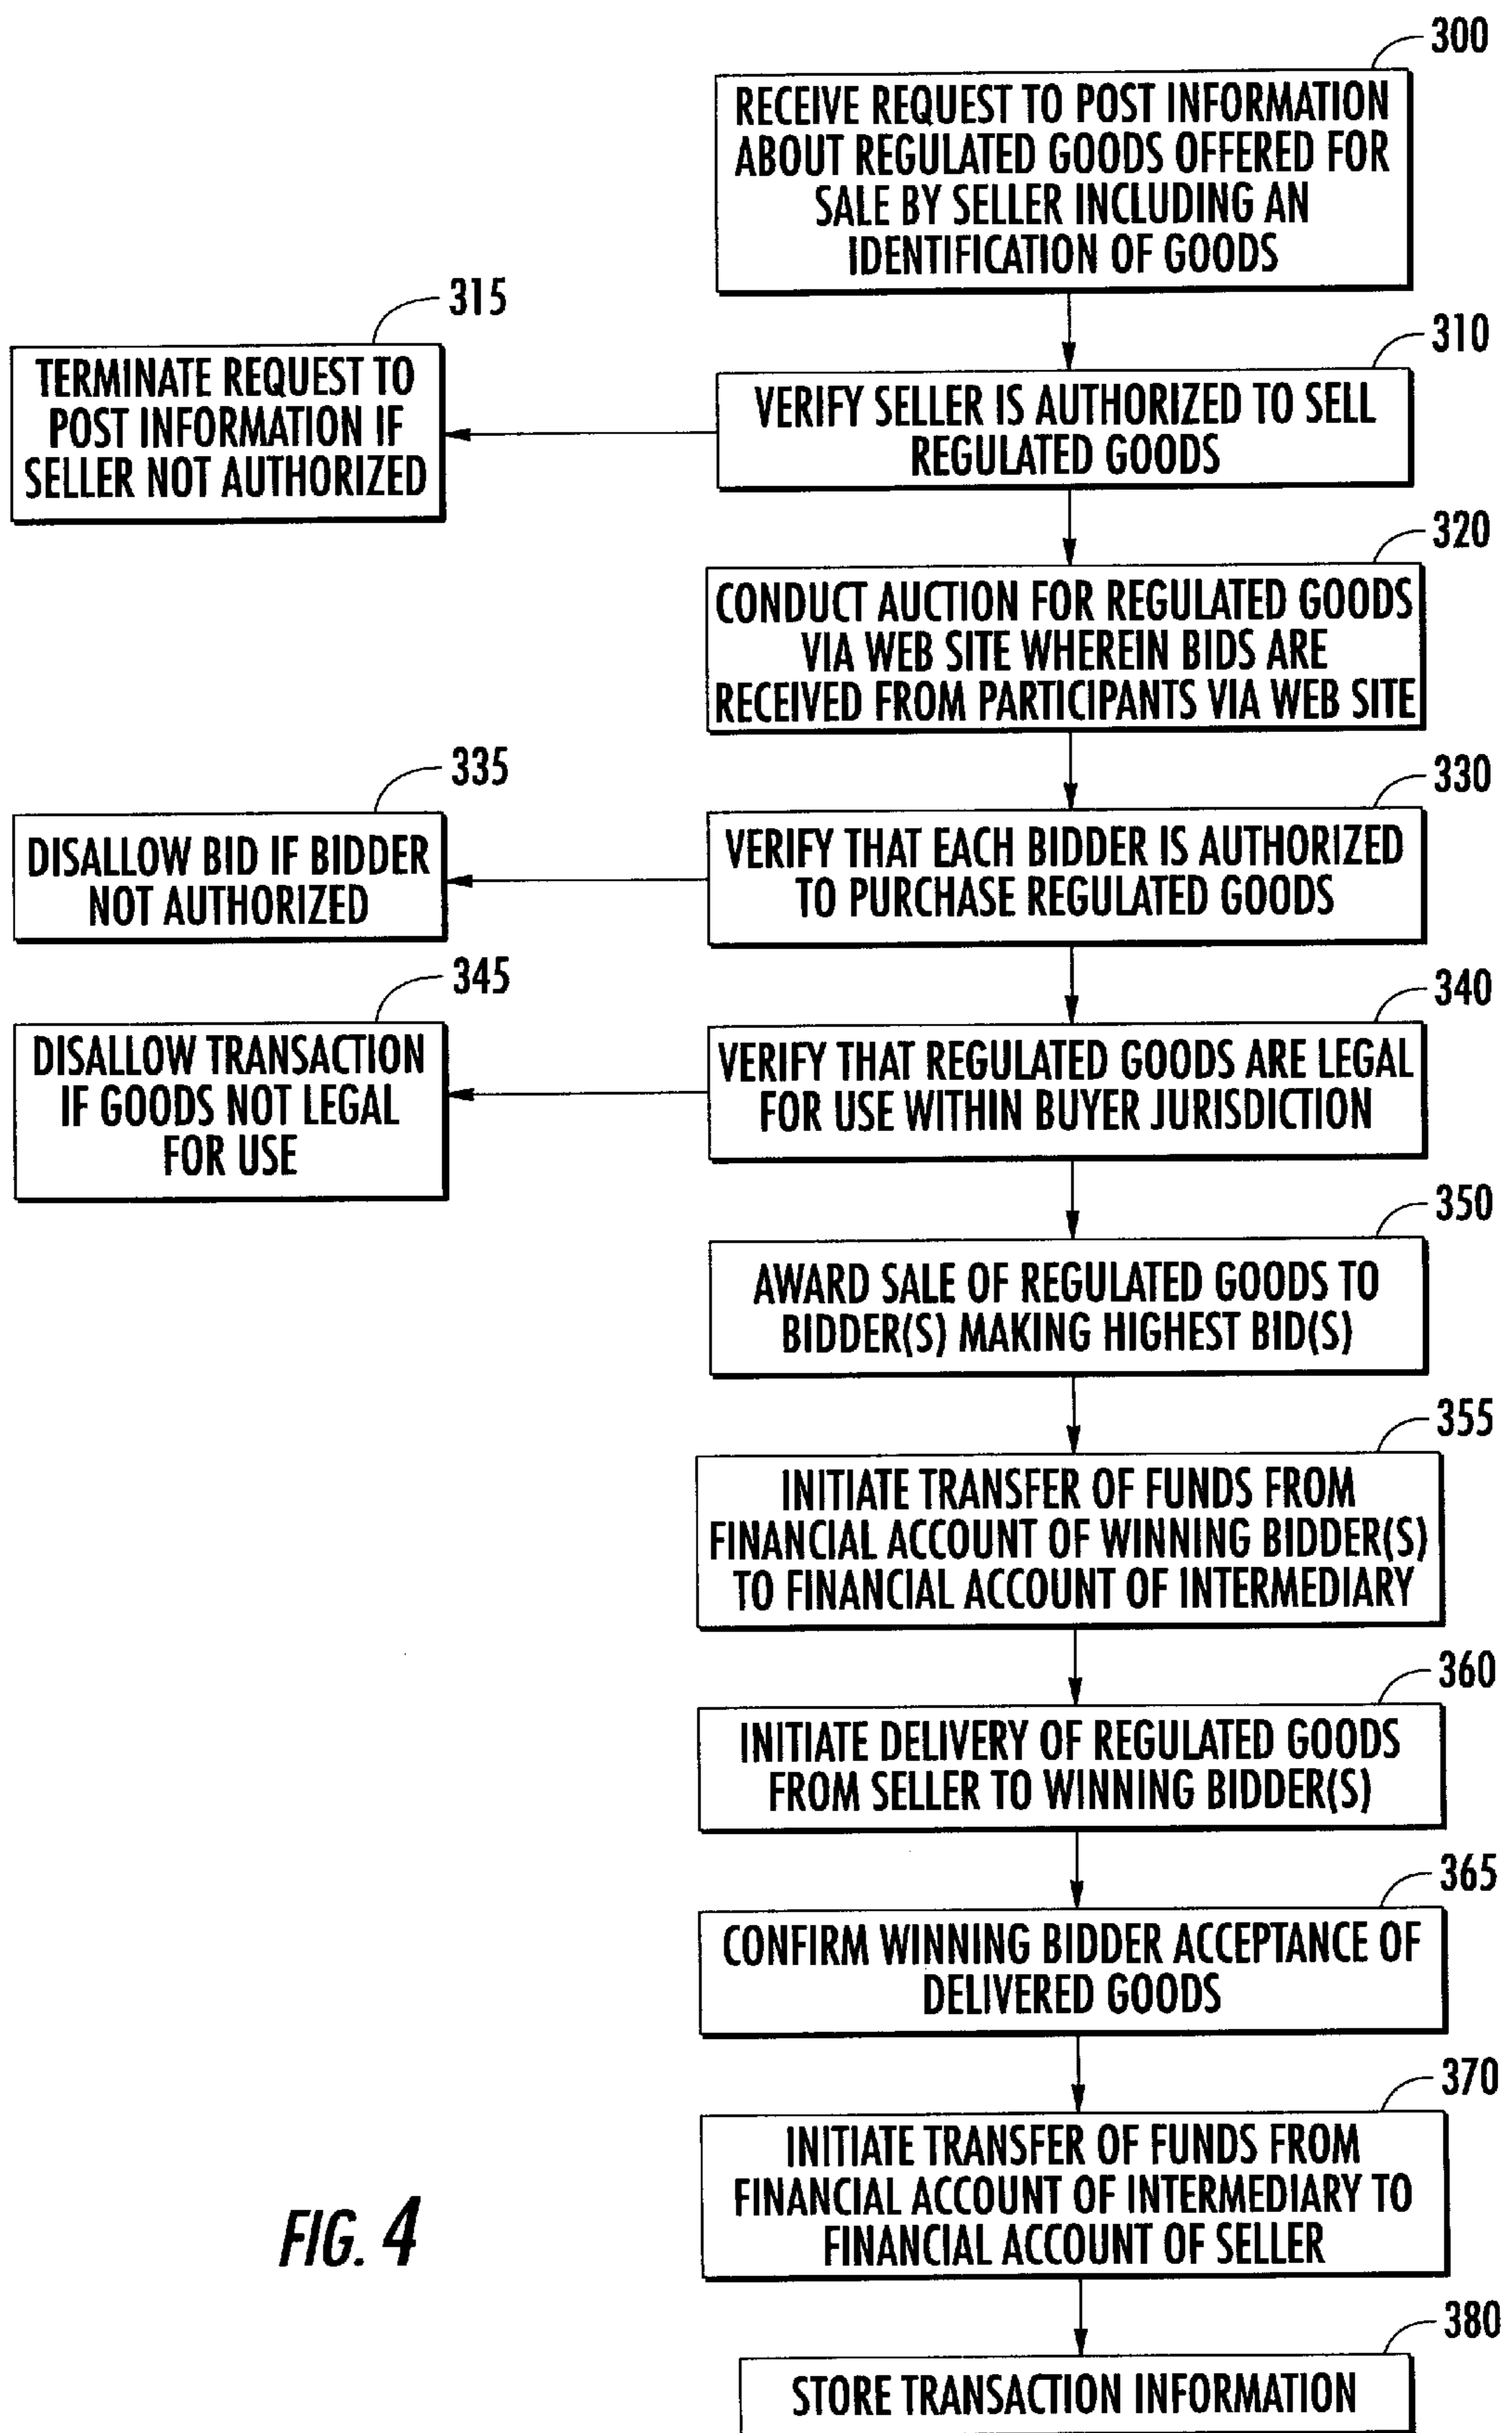 300
RECEIVE REQUEST TO POST INFORMATION
ABOUT REGULATED GOODS OFFERED FOR
SALE BY SELLER INCLUDING AN
IDENTIFICATION OF GOODS
315
TERMINATE REQUEST TO
POST INFORMATION IF
SELLER NOT AUTHORIZED
310
VERIFY SELLER IS AUTHORIZED TO SELL
REGULATED GOODS
320
CONDUCT AUCTION FOR REGULATED GOODS
VIA WEB SITE WHEREIN BIDS ARE
RECEIVED FROM PARTICIPANTS VIA WEB SITE
335
DISALLOW BID IF BIDDER
NOT AUTHORIZED
330
VERIFY THAT EACH BIDDER IS AUTHORIZED
TO PURCHASE REGULATED GOODS
345
DISALLOW TRANSACTION
IF GOODS NOT LEGAL
FOR USE
340
VERIFY THAT REGULATED GOODS ARE LEGAL
FOR USE WITHIN BUYER JURISDICTION
350
AWARD SALE OF REGULATED GOODS TO
BIDDER(S) MAKING HIGHEST BID(S)
355
INITIATE TRANSFER OF FUNDS FROM
FINANCIAL ACCOUNT OF WINNING BIDDER(S)
TO FINANCIAL ACCOUNT OF INTERMEDIARY
360
INITIATE DELIVERY OF REGULATED GOODS
FROM SELLER TO WINNING BIDDER(S)
365
CONFIRM WINNING BIDDER ACCEPTANCE OF
DELIVERED GOODS
370
INITIATE TRANSFER OF FUNDS FROM
FINANCIAL ACCOUNT OF INTERMEDIARY TO
FINANCIAL ACCOUNT OF SELLER
FIG. 4
380
STORE TRANSACTION INFORMATION